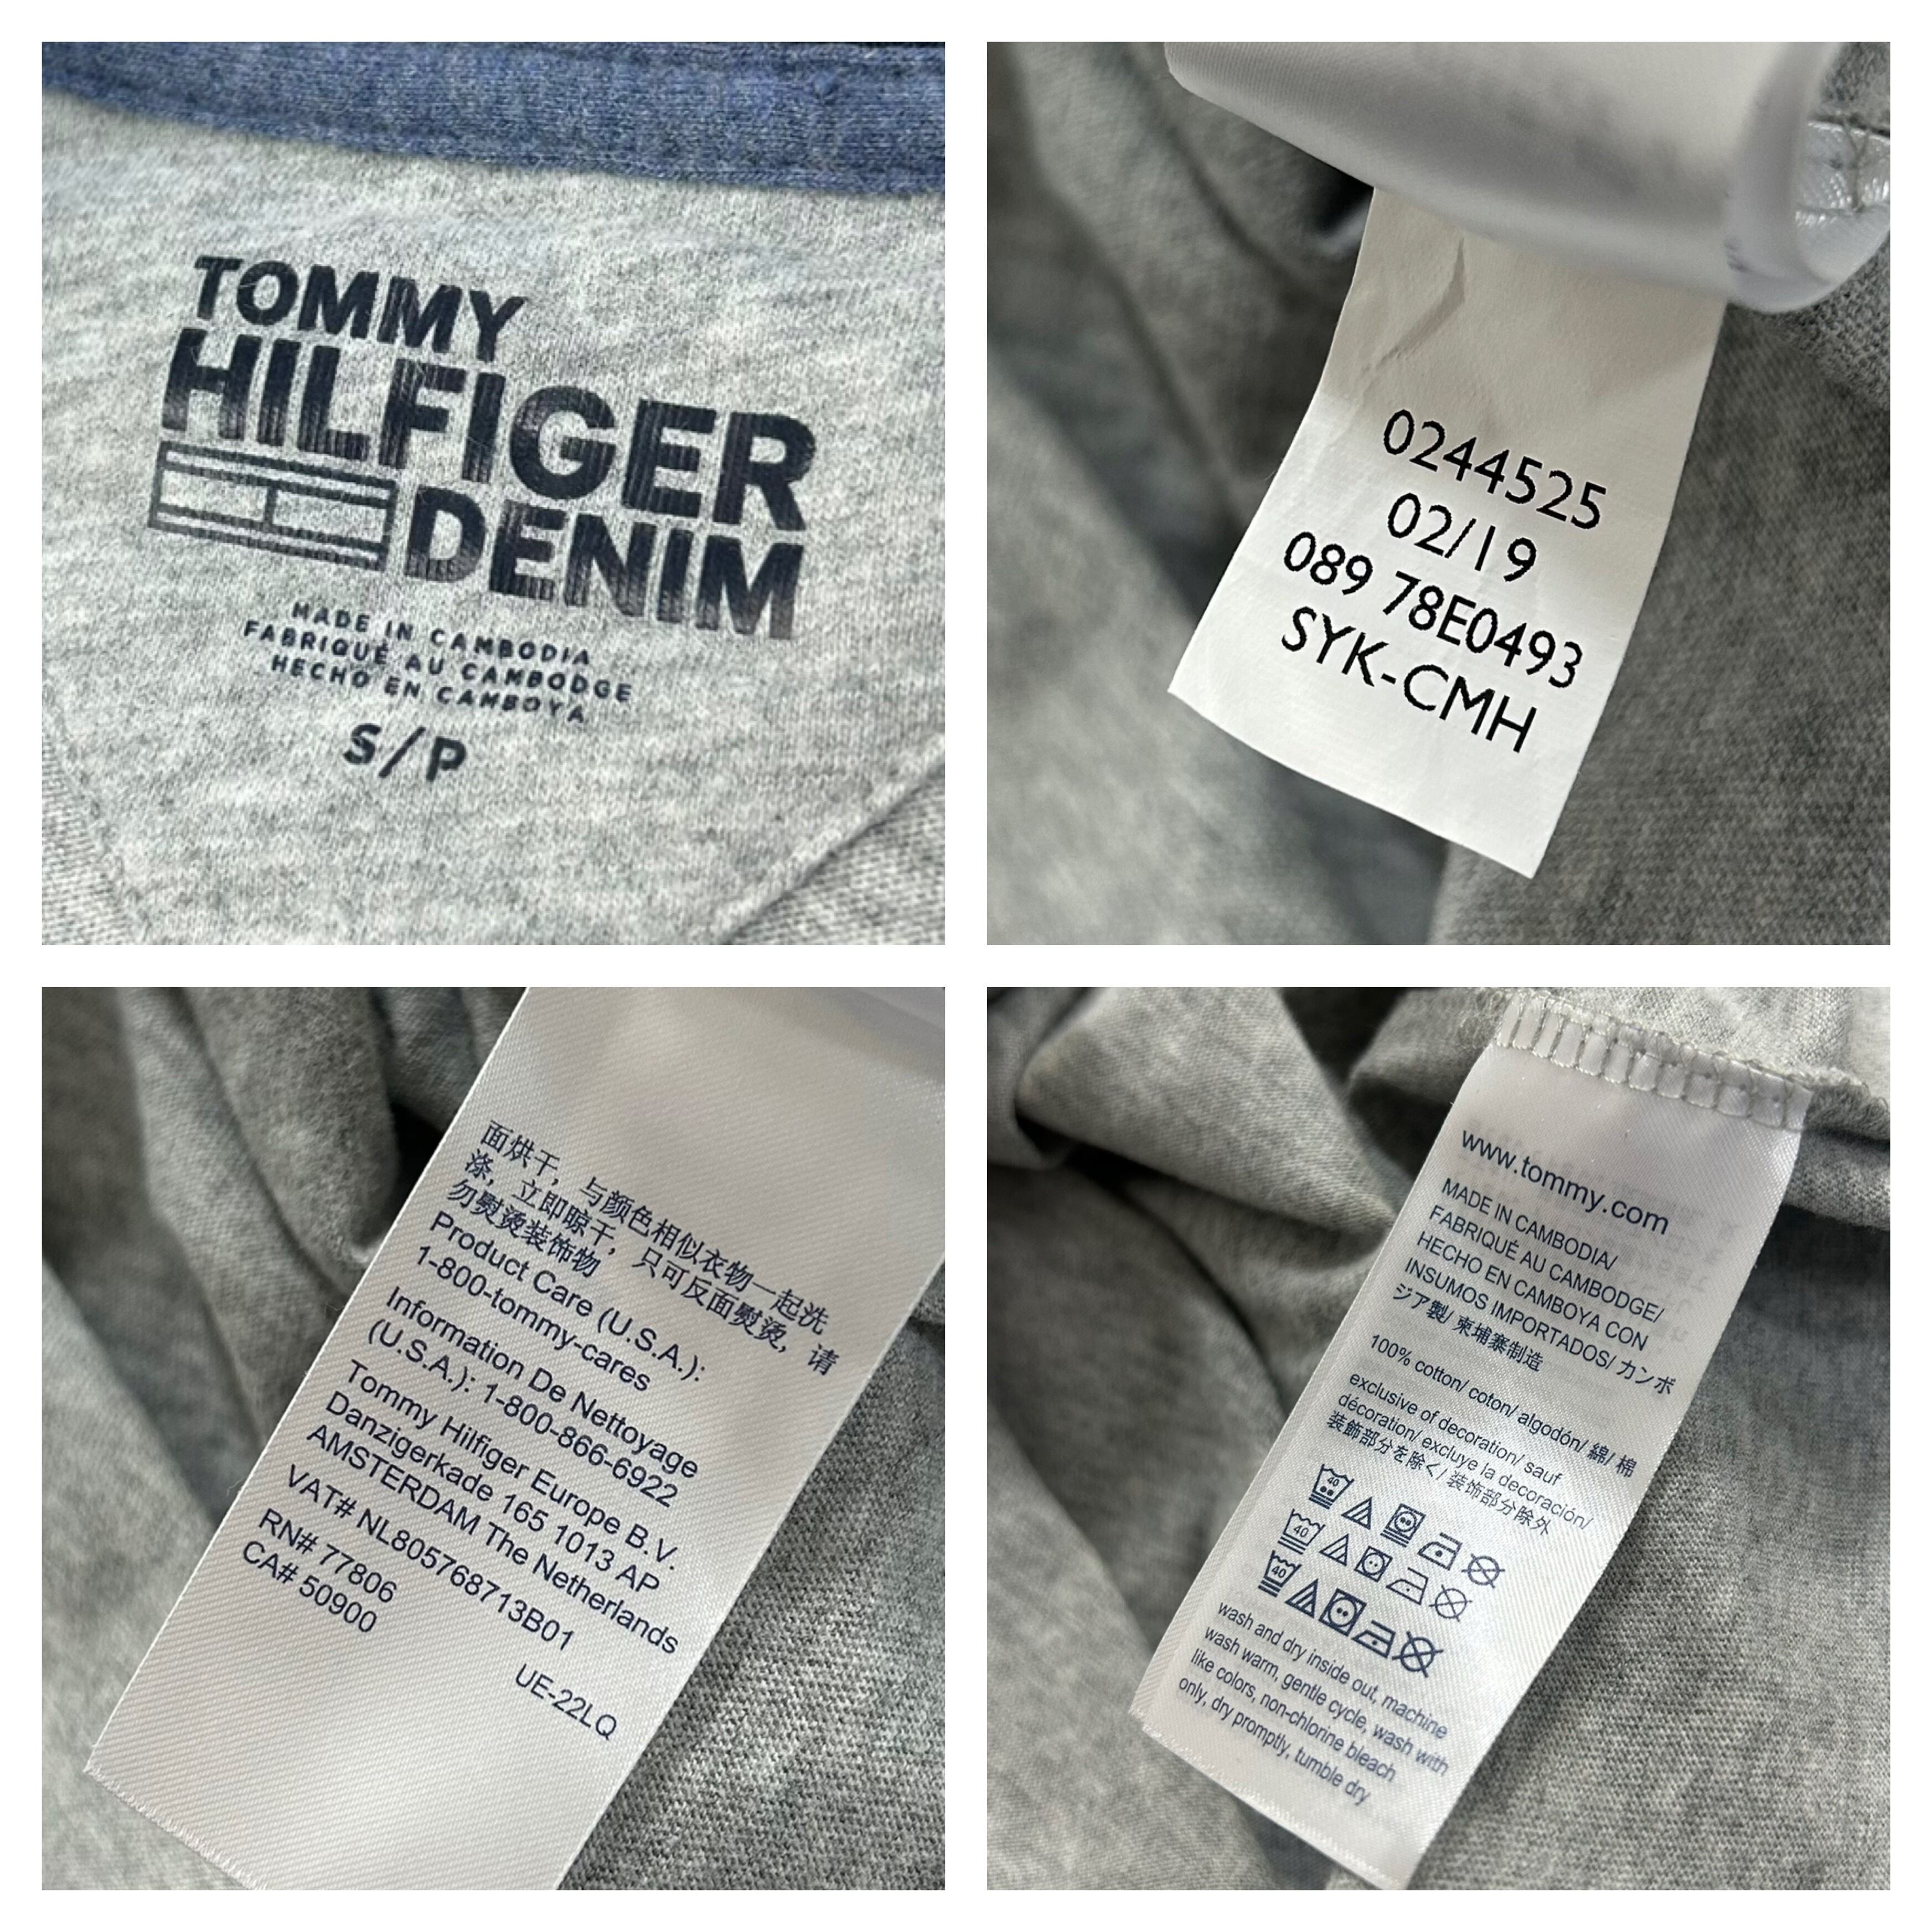 TOMMY
HILFIGER
DENIM
MADE IN CAMBODIA
FABRIQUÉ AU CAMBODGE
HECHO EN CAMBOYA
S/P
0244525
02/19
089 78E0493
SYK-CMH
面烘干，与颜色相似衣物一起洗
涤，立即晾干，只可反面熨烫，请
勿熨烫装饰物
Product Care (U.S.A.):
1-800-tommy-cares
Information De Nettoyage
(U.S.A.): 1-800-866-6922
Tommy Hilfiger Europe B.V.
Danzigerkade 165 1013 AP
AMSTERDAM The Netherlands
VAT# NL805768713B01
RN# 77806
CA# 50900
UE-22LQ
www.tommy.com
MADE IN CAMBODIA/
FABRIQUÉ AU CAMBODGE/
HECHO EN CAMBOYA CON
INSUMOS IMPORTADOS/ カンボ
ジア製/ 柬埔寨制造
100% cotton/ coton/ algodón/ 綿/ 棉
exclusive of decoration/ sauf
décoration/ excluye la decoración/
装飾部分を除く/ 装饰部分除外
40
40
40
wash and dry inside out, machine
wash warm, gentle cycle, wash with
like colors, non-chlorine bleach
only, dry promptly, tumble dry